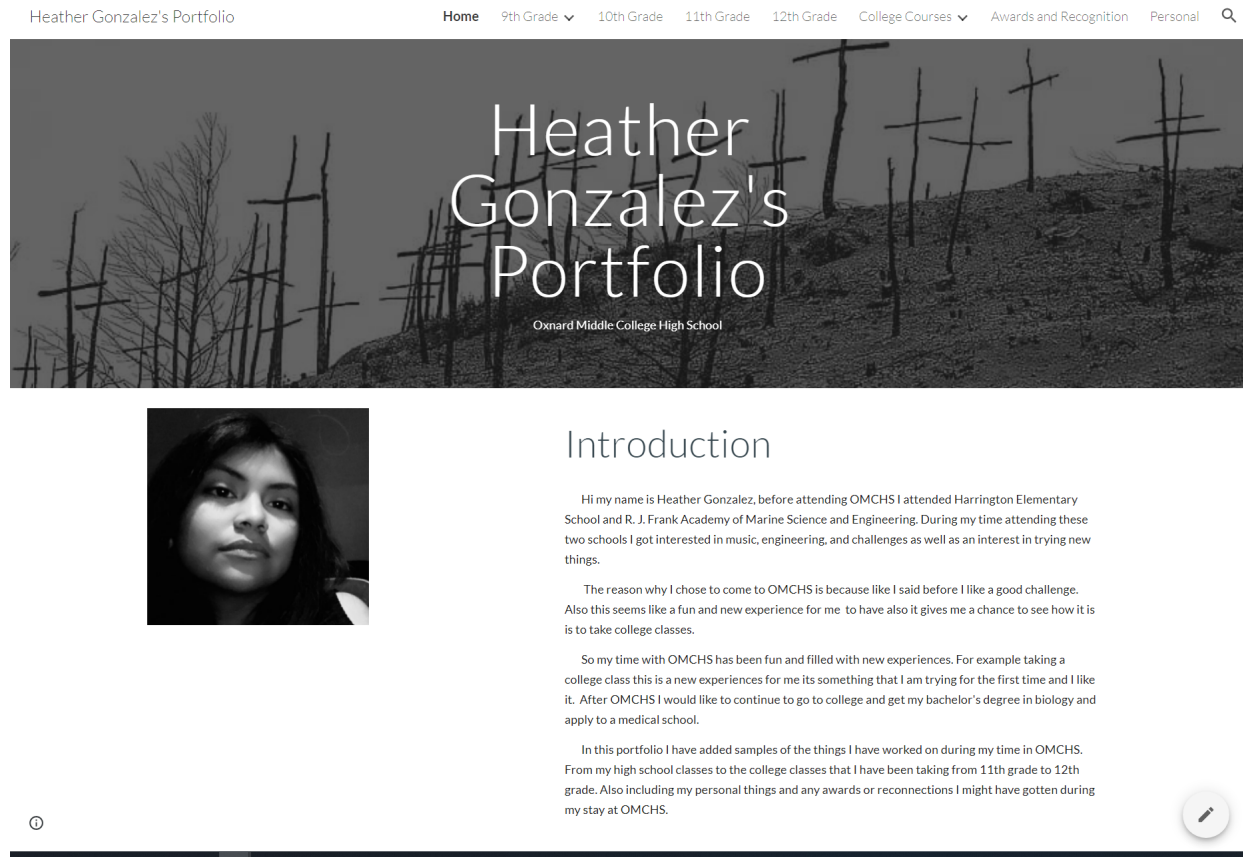 Heather Gonzalez's Portfolio
Home 9th Grade 10th Grade 11th Grade 12th Grade College Courses Awards and Recognition Personal
Heather
Gonzalez's
Portfolio
Oxnard Middle College High School
Introduction
Hi my name is Heather Gonzalez, before attending OMCHS I attended Harrington Elementary
School and R. J. Frank Academy of Marine Science and Engineering. During my time attending these
two schools I got interested in music, engineering, and challenges as well as an interest in trying new
things.
The reason why I chose to come to OMCHS is because like I said before I like a good challenge.
Also this seems like a fun and new experience for me to have also it gives me a chance to see how it is
is to take college classes.
So my time with OMCHS has been fun and filled with new experiences. For example taking a
college class this is a new experiences for me its something that I am trying for the first time and I like
it. After OMCHS I would like to continue to go to college and get my bachelor's degree in biology and
apply to a medical school.
In this portfolio I have added samples of the things I have worked on during my time in OMCHS.
From my high school classes to the college classes that I have been taking from 11th grade to 12th
grade. Also including my personal things and any awards or reconnections I might have gotten during
my stay at OMCHS.